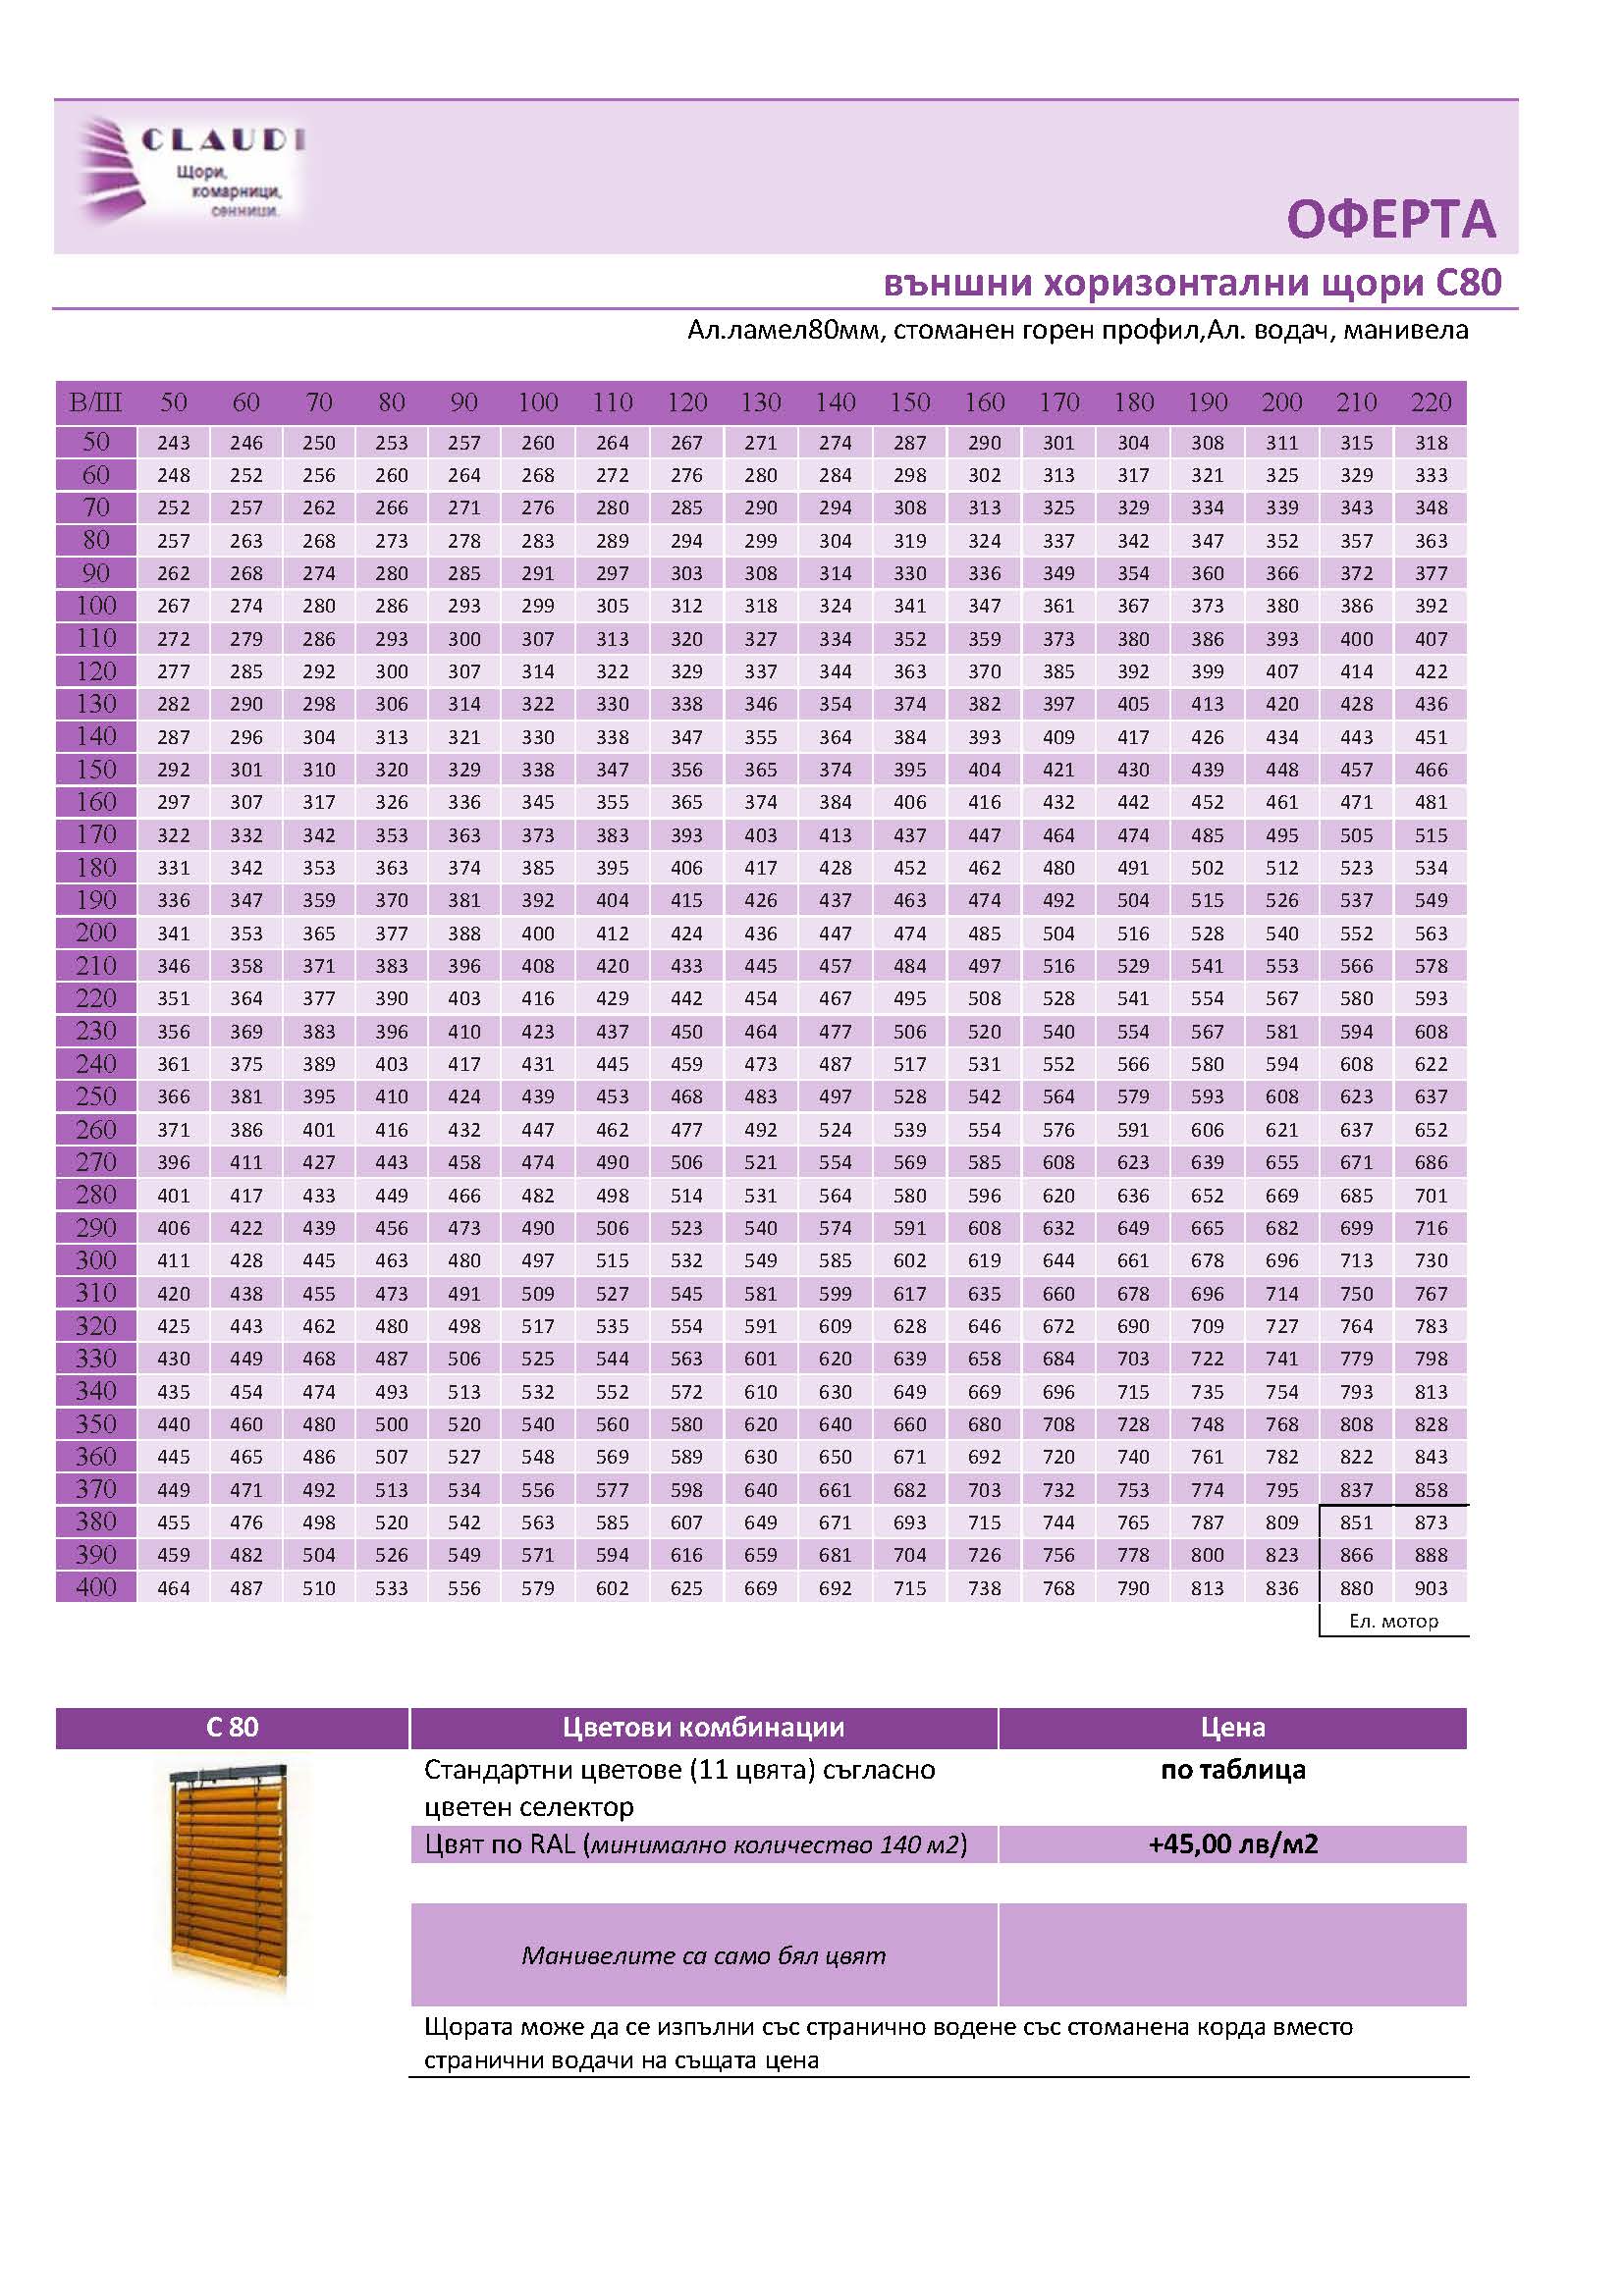 CLAUDI
Щори,
комарници,
сенници.
ОФЕРТА
външни хоризонтални щори С80
Ал.ламел80мм, стоманен горен профил,Ал. водач, манивела
В/Ш 50 60 70 80 90 100 110 120 130 140 150 160 170 180 190 200 210 220
50 243 246 250 253 257 260 264 267 271 274 287 290 301 304 308 311 315 318
60 248 252 256 260 264 268 272 276 280 284 298 302 313 317 321 325 329 333
70 252 257 262 266 271 276 280 285 290 294 308 313 325 329 334 339 343 348
80 257 263 268 273 278 283 289 294 299 304 319 324 337 342 347 352 357 363
90 262 268 274 280 285 291 297 303 308 314 330 336 349 354 360 366 372 377
100 267 274 280 286 293 299 305 312 318 324 341 347 361 367 373 380 386 392
110 272 279 286 293 300 307 313 320 327 334 352 359 373 380 386 393 400 407
120 277 285 292 300 307 314 322 329 337 344 363 370 385 392 399 407 414 422
130 282 290 298 306 314 322 330 338 346 354 374 382 397 405 413 420 428 436
140 287 296 304 313 321 330 338 347 355 364 384 393 409 417 426 434 443 451
150 292 301 310 320 329 338 347 356 365 374 395 404 421 430 439 448 457 466
160 297 307 317 326 336 345 355 365 374 384 406 416 432 442 452 461 471 481
170 322 332 342 353 363 373 383 393 403 413 437 447 464 474 485 495 505 515
180 331 342 353 363 374 385 395 406 417 428 452 462 480 491 502 512 523 534
190 336 347 359 370 381 392 404 415 426 437 463 474 492 504 515 526 537 549
200 341 353 365 377 388 400 412 424 436 447 474 485 504 516 528 540 552 563
210 346 358 371 383 396 408 420 433 445 457 484 497 516 529 541 553 566 578
220 351 364 377 390 403 416 429 442 454 467 495 508 528 541 554 567 580 593
230 356 369 383 396 410 423 437 450 464 477 506 520 540 554 567 581 594 608
240 361 375 389 403 417 431 445 459 473 487 517 531 552 566 580 594 608 622
250 366 381 395 410 424 439 453 468 483 497 528 542 564 579 593 608 623 637
260 371 386 401 416 432 447 462 477 492 524 539 554 576 591 606 621 637 652
270 396 411 427 443 458 474 490 506 521 554 569 585 608 623 639 655 671 686
280 401 417 433 449 466 482 498 514 531 564 580 596 620 636 652 669 685 701
290 406 422 439 456 473 490 506 523 540 574 591 608 632 649 665 682 699 716
300 411 428 445 463 480 497 515 532 549 585 602 619 644 661 678 696 713 730
310 420 438 455 473 491 509 527 545 581 599 617 635 660 678 696 714 750 767
320 425 443 462 480 498 517 535 554 591 609 628 646 672 690 709 727 764 783
330 430 449 468 487 506 525 544 563 601 620 639 658 684 703 722 741 779 798
340 435 454 474 493 513 532 552 572 610 630 649 669 696 715 735 754 793 813
350 440 460 480 500 520 540 560 580 620 640 660 680 708 728 748 768 808 828
360 445 465 486 507 527 548 569 589 630 650 671 692 720 740 761 782 822 843
370 449 471 492 513 534 556 577 598 640 661 682 703 732 753 774 795 837 858
380 455 476 498 520 542 563 585 607 649 671 693 715 744 765 787 809 851 873
390 459 482 504 526 549 571 594 616 659 681 704 726 756 778 800 823 866 888
400 464 487 510 533 556 579 602 625 669 692 715 738 768 790 813 836 880 903
Ел. мотор
С 80 Цветови комбинации Цена
Стандартни цветове (11 цвята) съгласно по таблица
цветен селектор
Цвят по RAL (минимално количество 140 м2) +45,00 лв/м2
Манивелите са само бял цвят
Щората може да се изпълни със странично водене със стоманена корда вместо
странични водачи на същата цена